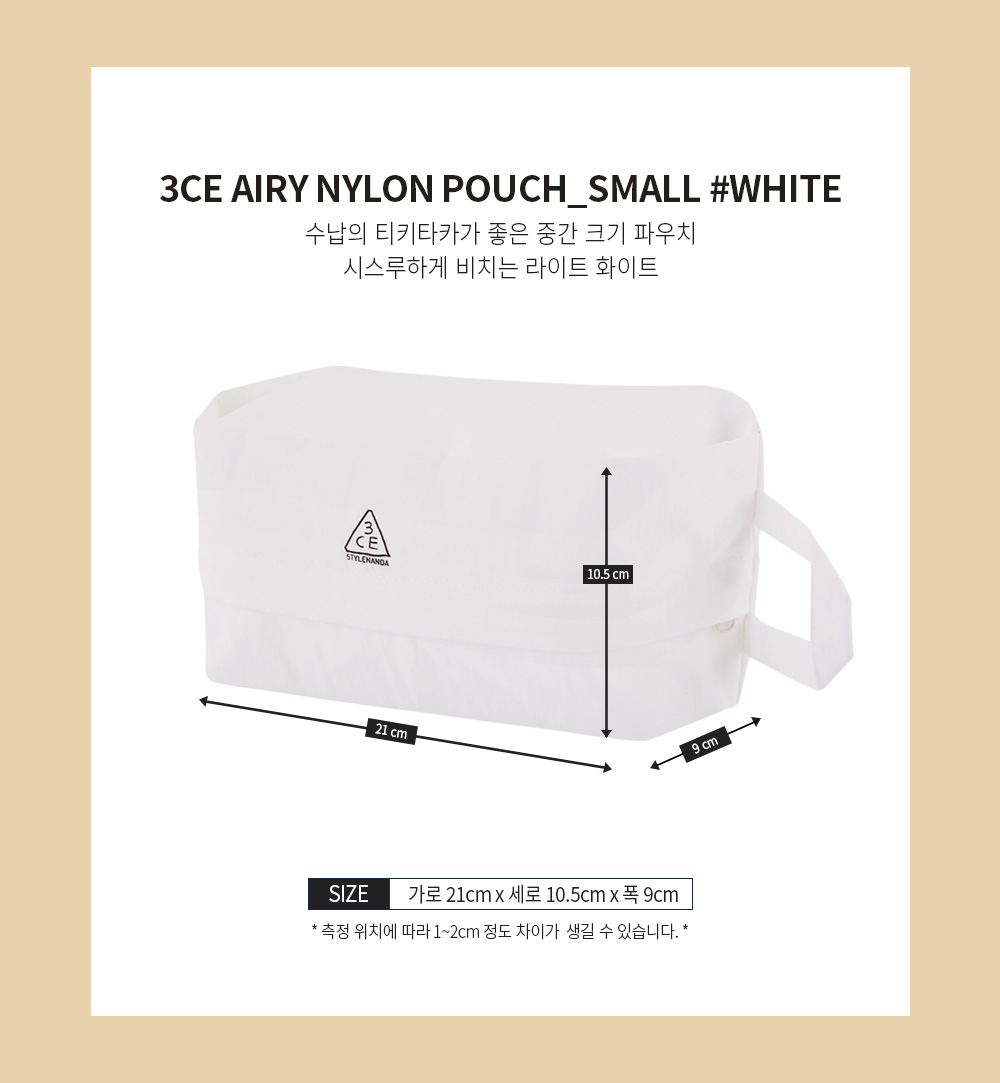 3CE AIRY NYLON POUCH_SMALL #WHITE
수납의 티키타카가 좋은 중간 크기 파우치
시스루하게 비치는 라이트 화이트
3
CE
STYLENANDA
10.5 cm
21 cm
9 cm
SIZE 가로 21cm x 세로 10.5cm x 폭 9cm
* 측정 위치에 따라 1~2cm 정도 차이가 생길 수 있습니다. *